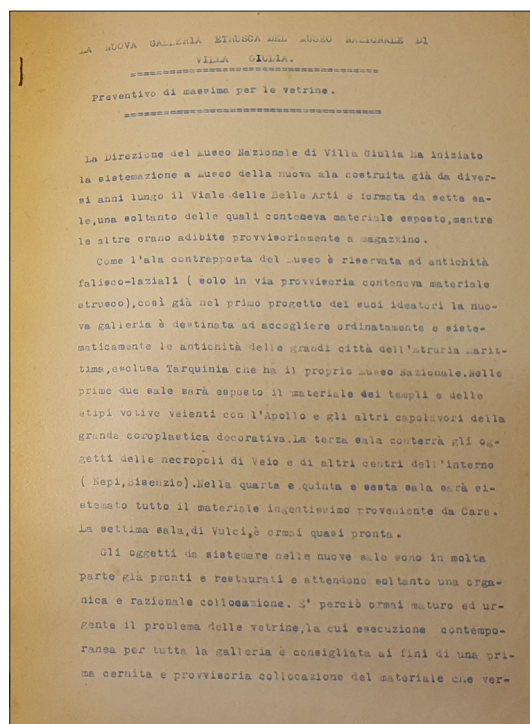 LA NUOVA GALLERIA ETRUSCA DEL MUSEO NAZIONALE DI
VILLA GIULIA.
=====================================
Preventivo di massima per le vetrine.
=====================================
La Direzione del Museo Nazionale di Villa Giulia ha iniziato
la sistemazione a Museo della nuova ala costruita già da diver-
si anni lungo il Viale delle Belle Arti e formata da sette sa-
le,una soltanto delle quali conteneva materiale esposto,mentre
le altre erano adibite provvisoriamente a magazzino.
Come l'ala contrapposta del Museo è riservata ad antichità
falisco-laziali ( solo in via provvisoria conteneva materiale
etrusco),così già nel primo progetto dei suoi ideatori la nuo-
va galleria è destinata ad accogliere ordinatamente e siste-
maticamente le antichità delle grandi città dell'Etruria marit-
tima,esclusa Tarquinia che ha il proprio Museo Nazionale.Nelle
prime due sale sarà esposto il materiale dei templi e delle
stipi votive veienti con l'Apollo e gli altri capolavori della
grande coroplastica decorativa.La terza sala conterrà gli og-
getti delle necropoli di Veio e di altri centri dell'interno
( Nepi,Bisenzio).Nella quarta e quinta e sesta sala sarà si-
stemato tutto il materiale ingentissimo proveniente da Care.
La settima sala,di Vulci,è ormai quasi pronta.
Gli oggetti da sistemare nelle nuove sale sono in molta
parte già pronti e restaurati e attendono soltanto una orga-
nica e razionale collocazione. E' perciò ormai maturo ed ur-
gente il problema delle vetrine,la cui esecuzione contempo-
ranea per tutta la galleria è consigliata ai fini di una pri-
ma cernita e provvisoria collocazione del materiale che ver-